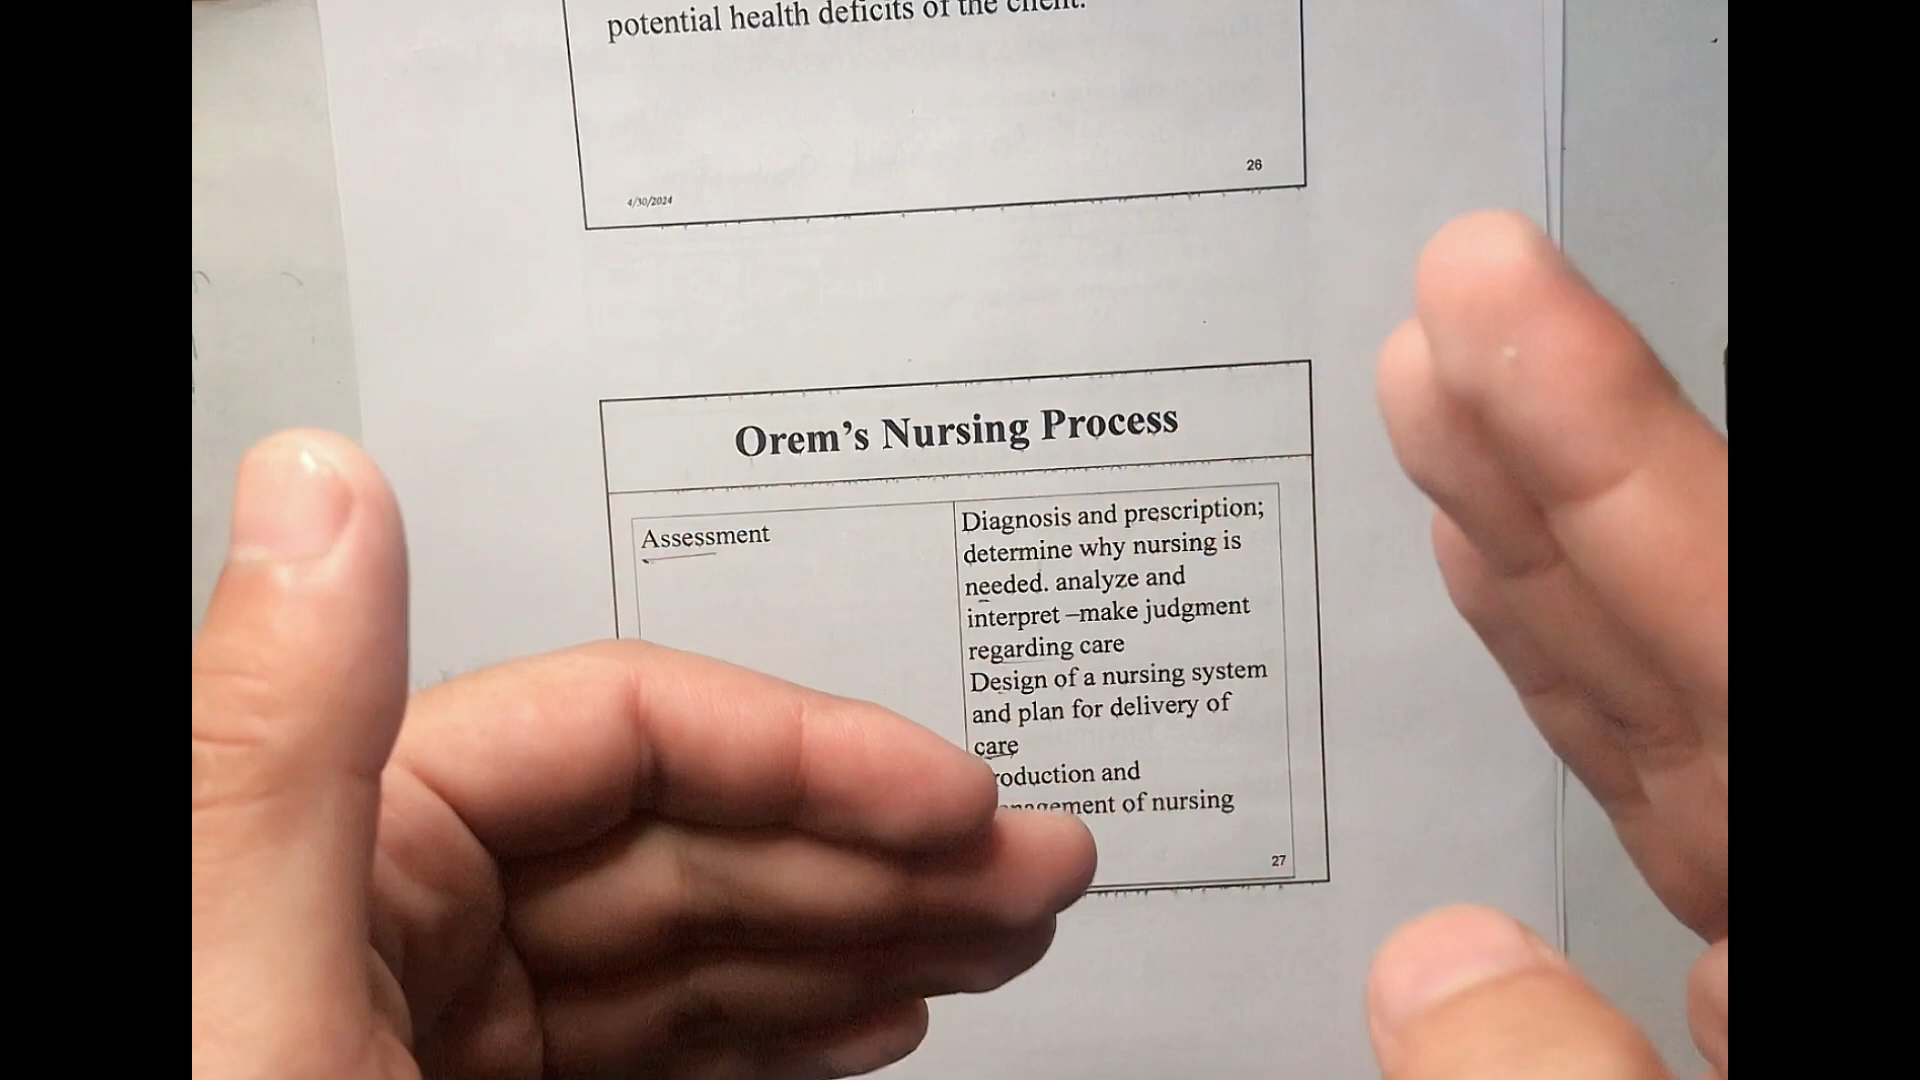 potential health deficits of the client.
26
4/30/2024
Orem's Nursing Process
Assessment
Diagnosis and prescription;
determine why nursing is
needed. analyze and
interpret –make judgment
regarding care
Design of a nursing system
and plan for delivery of
care
roduction and
of nursing
27